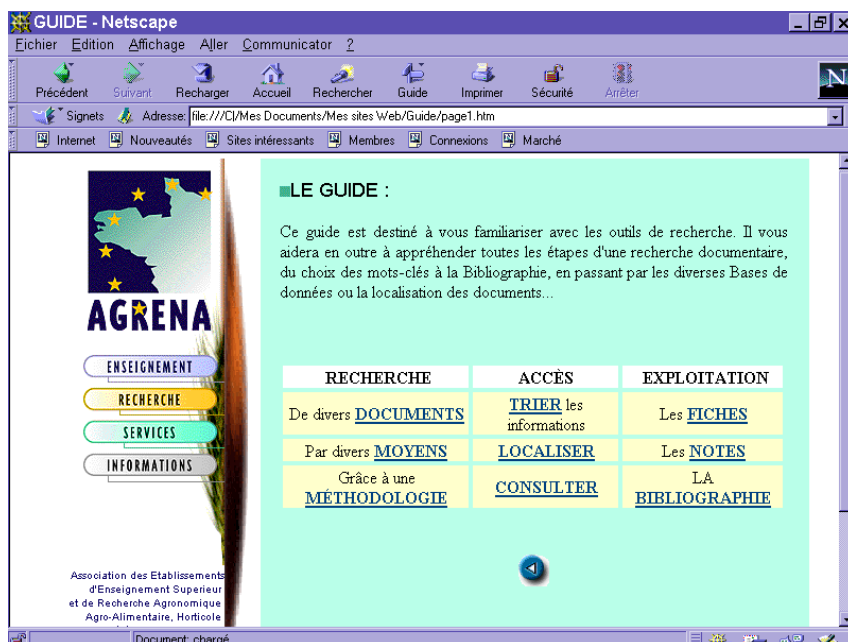 GUIDE - Netscape
Fichier Edition Affichage Aller Communicator ?
Précédent Suivant Recharger Accueil Rechercher Guide Imprimer Sécurité Arrêter
N
Signets Adresse: file:///C|/Mes Documents/Mes sites Web/Guide/page1.htm
Internet Nouveautés Sites intéressants Membres Connexions Marché
AGRENA
ENSEIGNEMENT
RECHERCHE
SERVICES
INFORMATIONS
Association des Etablissements
d'Enseignement Superieur
et de Recherche Agronomique
Agro-Alimentaire, Horticole
LE GUIDE :
Ce guide est destiné à vous familiariser avec les outils de recherche. Il vous
aidera en outre à appréhender toutes les étapes d'une recherche documentaire,
du choix des mots-clés à la Bibliographie, en passant par les diverses Bases de
données ou la localisation des documents...
RECHERCHE ACCÈS EXPLOITATION
De divers DOCUMENTS
TRIER les
informations
Les FICHES
Par divers MOYENS LOCALISER Les NOTES
Grâce à une
MÉTHODOLOGIE
CONSULTER
LA
BIBLIOGRAPHIE
Document: chargé